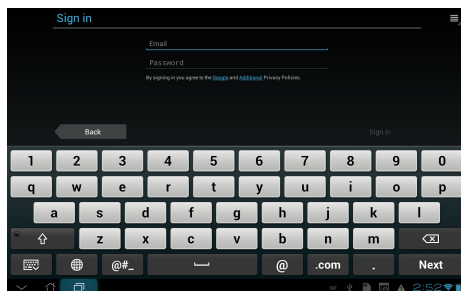 Sign in
Email
Password
By signing in you agree to the Google and Additional Privacy Policies.
Back
Sign in
1 2 3 4 5 6 7 8 9 0
q w e r t y u i o p
a s d f g h j k l
z x c v b n m
@#_ @ .com . Next
2:52